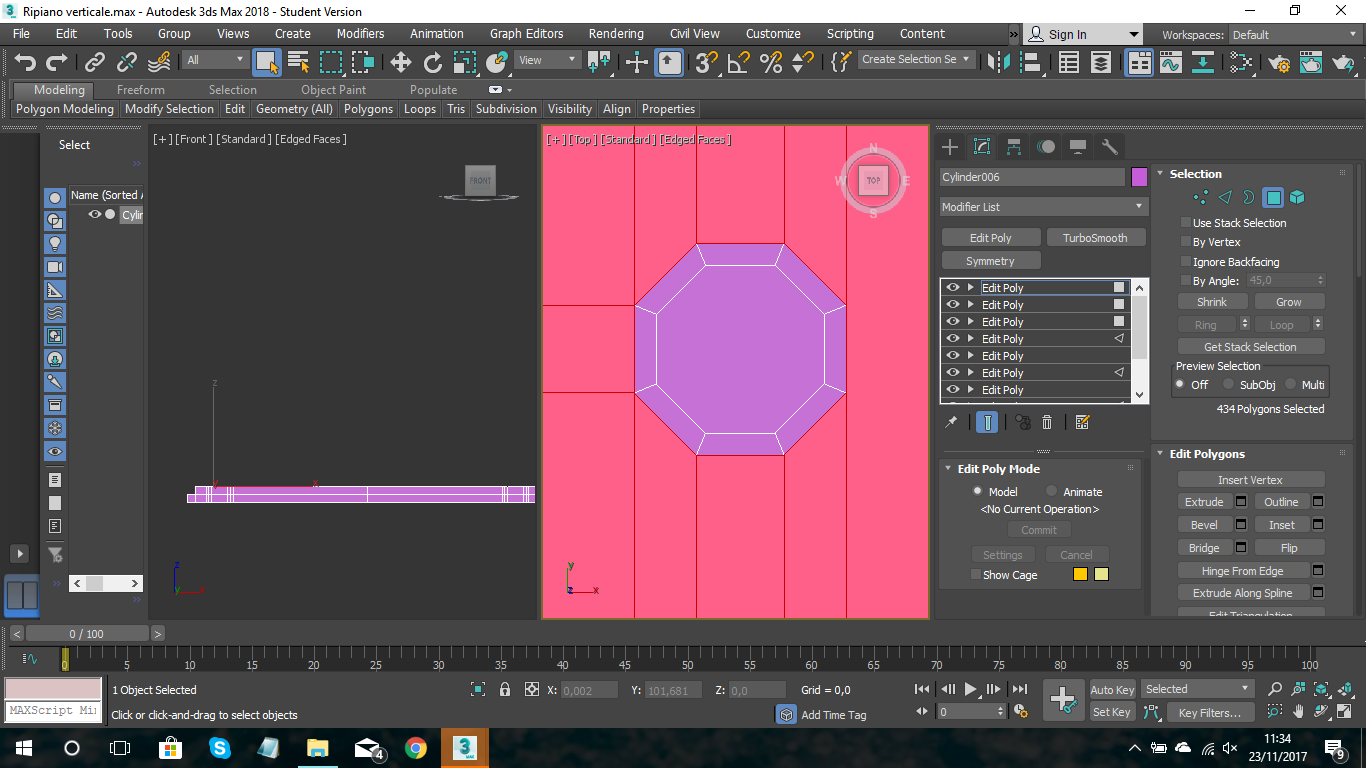 Ripiano verticale.max - Autodesk 3ds Max 2018 - Student Version
File Edit Tools Group Views Create Modifiers Animation Graph Editors Rendering Civil View Customize Scripting Content » Sign In Workspaces: Default
All View Create Selection Se
Modeling Freeform Selection Object Paint Populate
Polygon Modeling Modify Selection Edit Geometry (All) Polygons Loops Tris Subdivision Visibility Align Properties
Select
Name (Sorted A
Cylin
[+] [Front] [Standard] [Edged Faces]
FRONT
z
x
z
[+] [Top] [Standard] [Edged Faces]
N
W TOP E
S
y
z x
Cylinder006
Modifier List
Edit Poly TurboSmooth
Symmetry
Edit Poly
Edit Poly
Edit Poly
Edit Poly
Edit Poly
Edit Poly
Edit Poly
Edit Poly Mode
Model Animate
<No Current Operation>
Commit
Settings Cancel
Show Cage
Selection
Use Stack Selection
By Vertex
Ignore Backfacing
By Angle: 45,0
Shrink Grow
Ring Loop
Get Stack Selection
Preview Selection
Off SubObj Multi
434 Polygons Selected
Edit Polygons
Insert Vertex
Extrude Outline
Bevel Inset
Bridge Flip
Hinge From Edge
Extrude Along Spline
Edit Triangulation
< 0 / 100 >
0 5 10 15 20 25 30 35 40 45 50 55 60 65 70 75 80 85 90 95 100
1 Object Selected X: 0,002 Y: 101,681 Z: 0,0 Grid = 0,0 Auto Key Selected
MAXScript Min Click or click-and-drag to select objects Add Time Tag 0 Set Key Key Filters...
4
3 MAX
11:34
23/11/2017
9